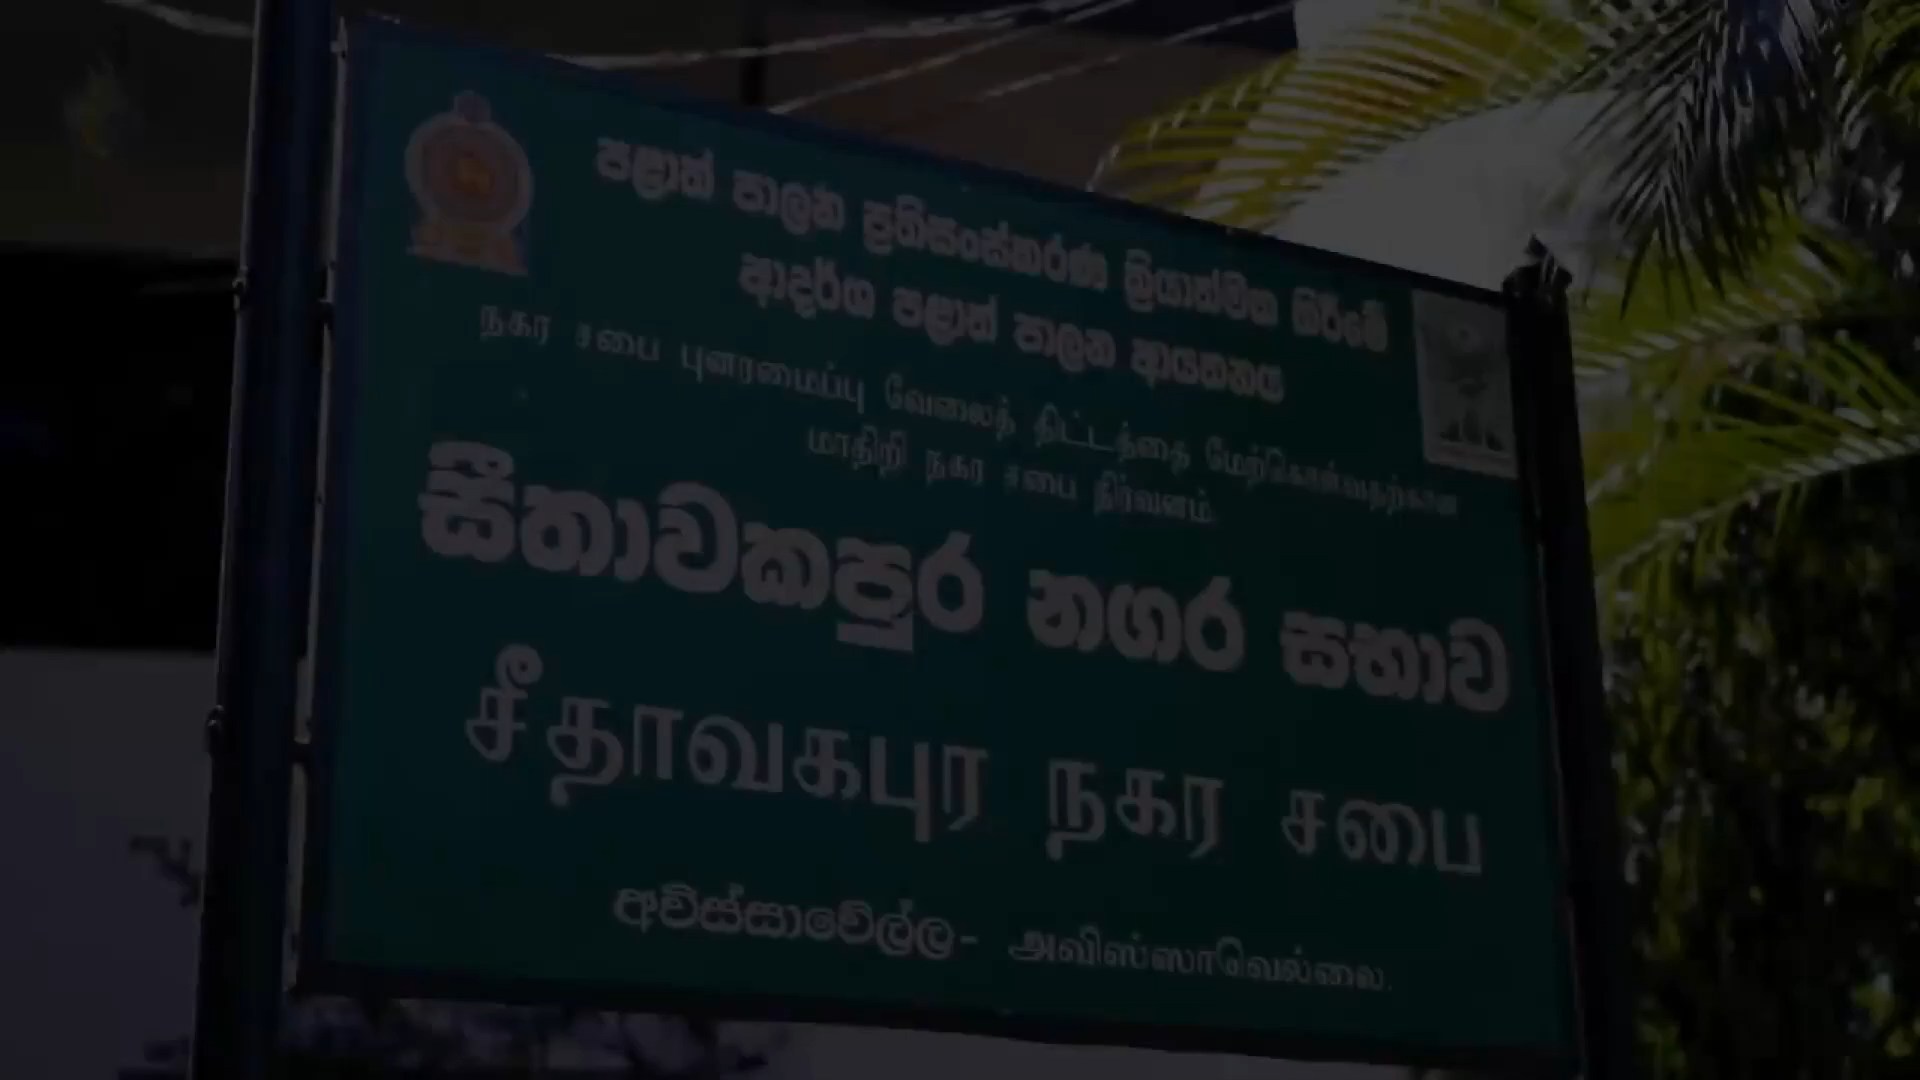 පළාත් පාලන ප්‍රතිසංස්කරණ ක්‍රියාත්මක කිරීමේ
ආදර්ශ පළාත් පාලන ආයතනය
நகர சபை புனரமைப்பு வேலைத் திட்டத்தை மேற்கொள்வதற்கான
மாதிரி நகர சபை நிர்வனம்.
සීතාවකපුර නගර සභාව
சீதாவகபுர நகர சபை
අවිස්සාවේල්ල - அவிஸ்ஸாவெல்லை.